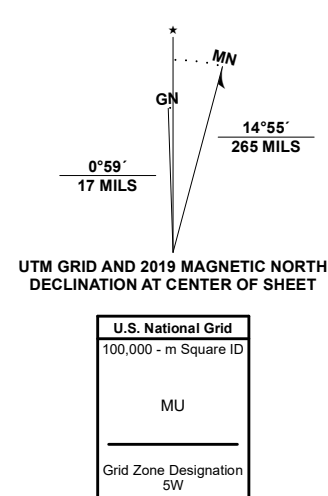 ★
MN
GN
14°55´
265 MILS
0°59´
17 MILS
UTM GRID AND 2019 MAGNETIC NORTH
DECLINATION AT CENTER OF SHEET
U.S. National Grid
100,000 - m Square ID
MU
Grid Zone Designation
5W